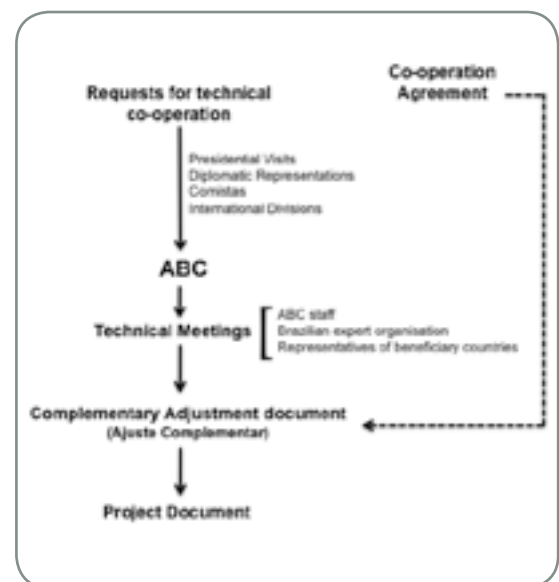 Requests for technical
co-operation
Co-operation
Agreement
Presidential Visits
Diplomatic Representations
Comistas
International Divisions
ABC
Technical Meetings
ABC staff
Brazilian expert organisation
Representatives of beneficiary countries
Complementary Adjustment document
(Ajuste Complementar)
Project Document